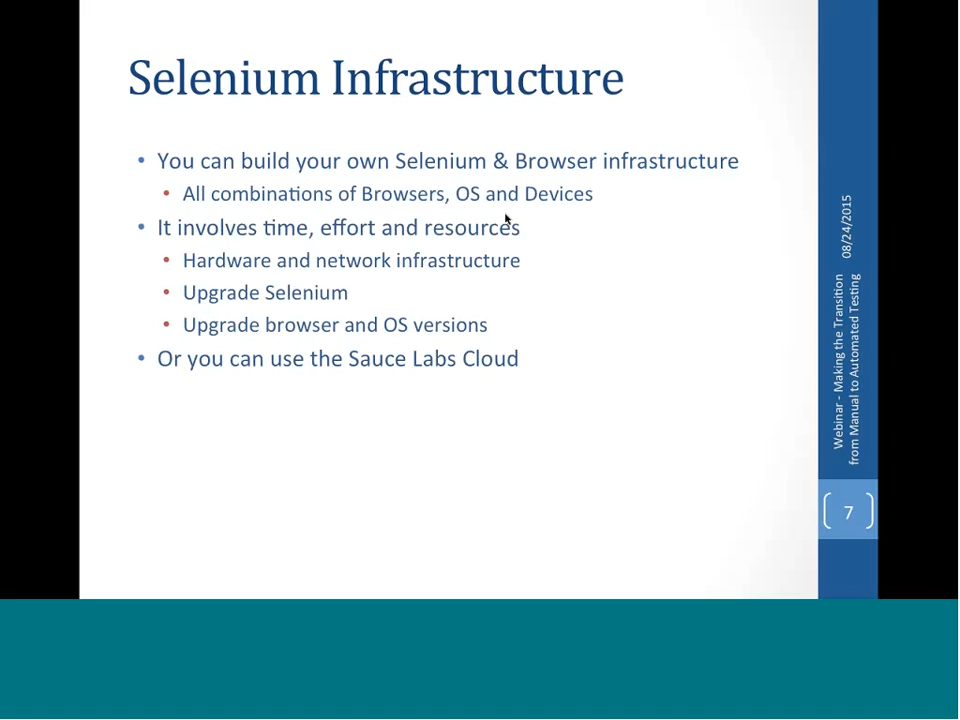 Selenium Infrastructure
• You can build your own Selenium & Browser infrastructure
• All combinations of Browsers, OS and Devices
• It involves time, effort and resources
• Hardware and network infrastructure
• Upgrade Selenium
• Upgrade browser and OS versions
• Or you can use the Sauce Labs Cloud
08/24/2015
Webinar - Making the Transition
from Manual to Automated Testing
7